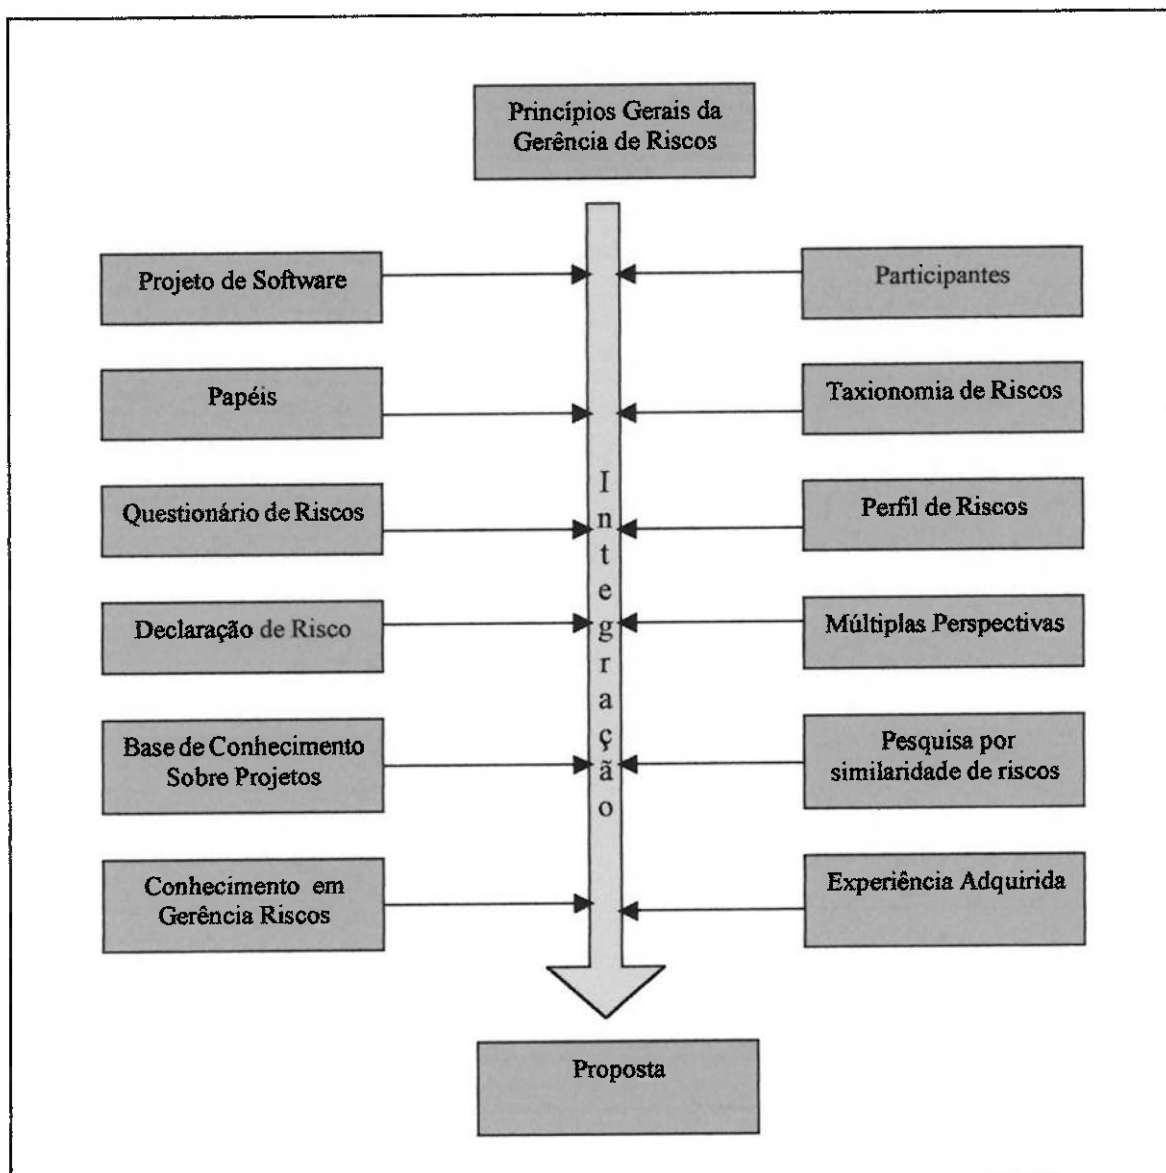 Princípios Gerais da
Gerência de Riscos
Projeto de Software
Participantes
Papéis
Taxionomia de Riscos
Questionário de Riscos
Perfil de Riscos
Declaração de Risco
Múltiplas Perspectivas
Base de Conhecimento
Sobre Projetos
Pesquisa por
similaridade de riscos
Conhecimento em
Gerência Riscos
Experiência Adquirida
Integração
Proposta